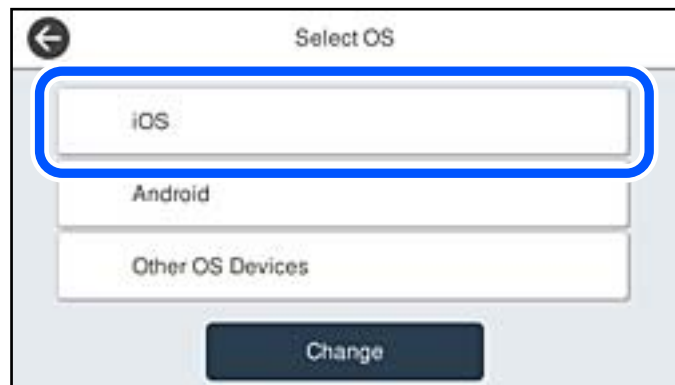 Select OS
iOS
Android
Other OS Devices
Change